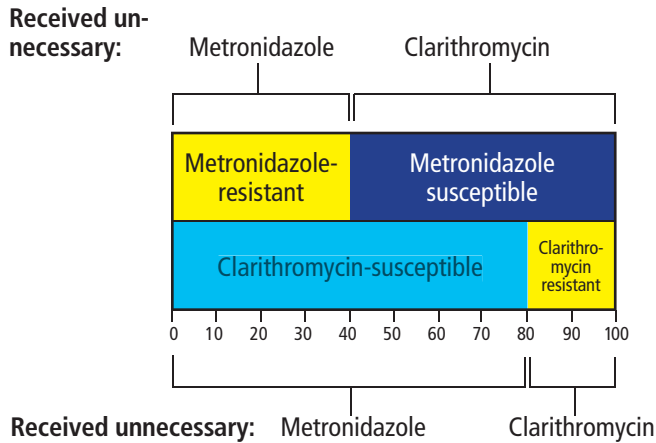 Received un-
necessary: Metronidazole Clarithromycin
Metronidazole- Metronidazole
resistant susceptible
Clarithromycin-susceptible
Clarithro-
mycin
resistant
0 10 20 30 40 50 60 70 80 90 100
Received unnecessary: Metronidazole Clarithromycin